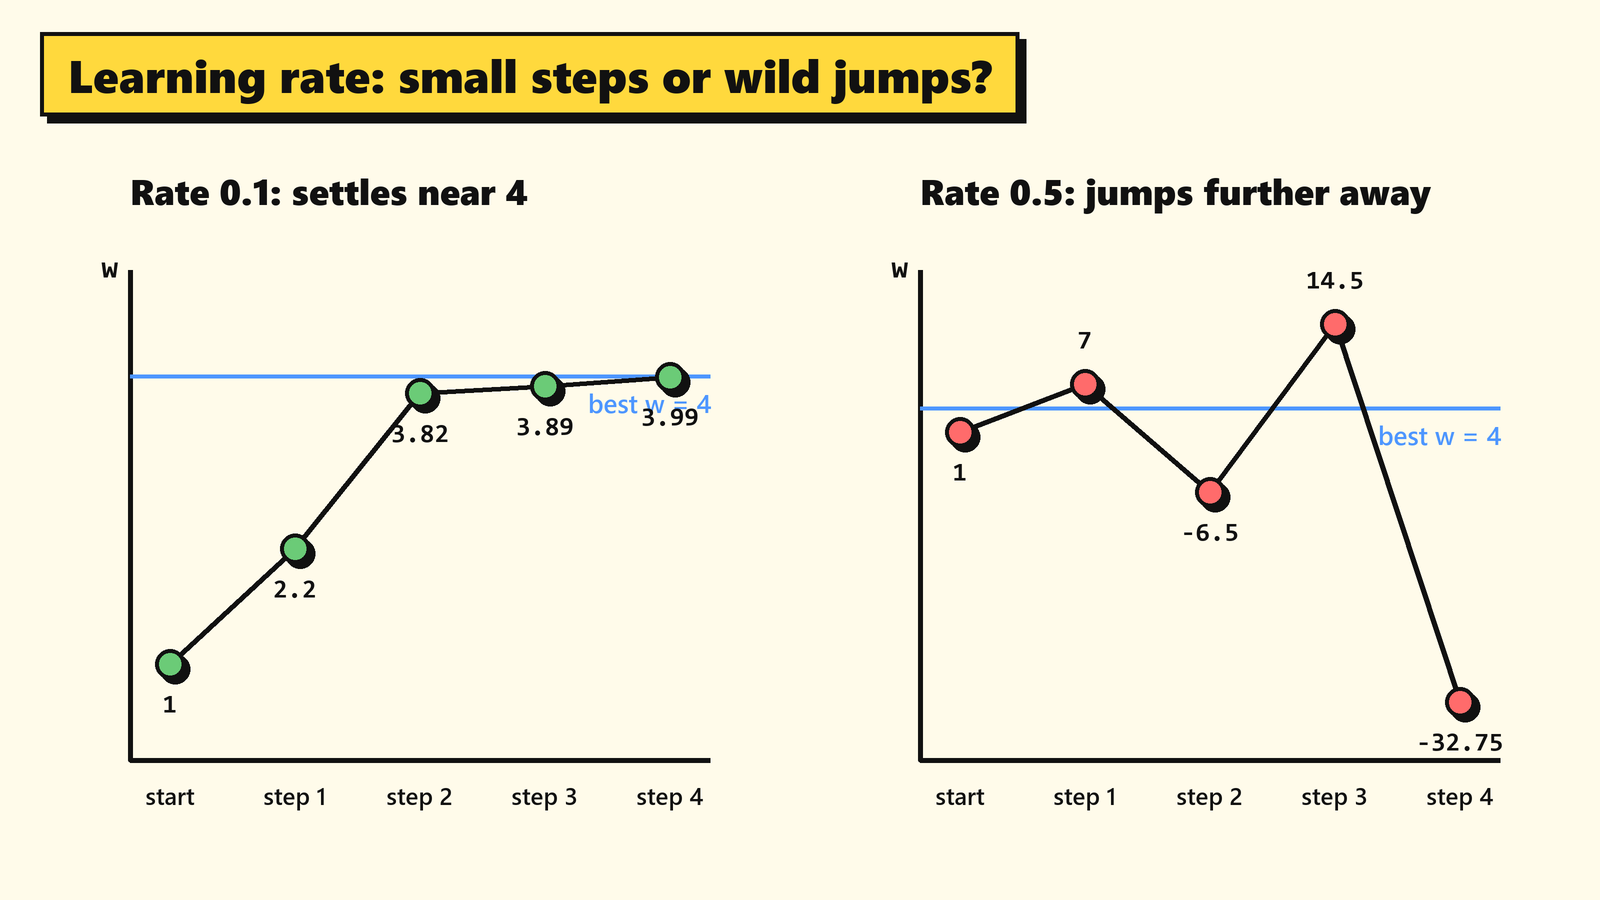 Learning rate: small steps or wild jumps?
Rate 0.1: settles near 4
w
best w = 4
1
2.2
3.82
3.89
3.99
start step 1 step 2 step 3 step 4
Rate 0.5: jumps further away
w
best w = 4
1
7
-6.5
14.5
-32.75
start step 1 step 2 step 3 step 4